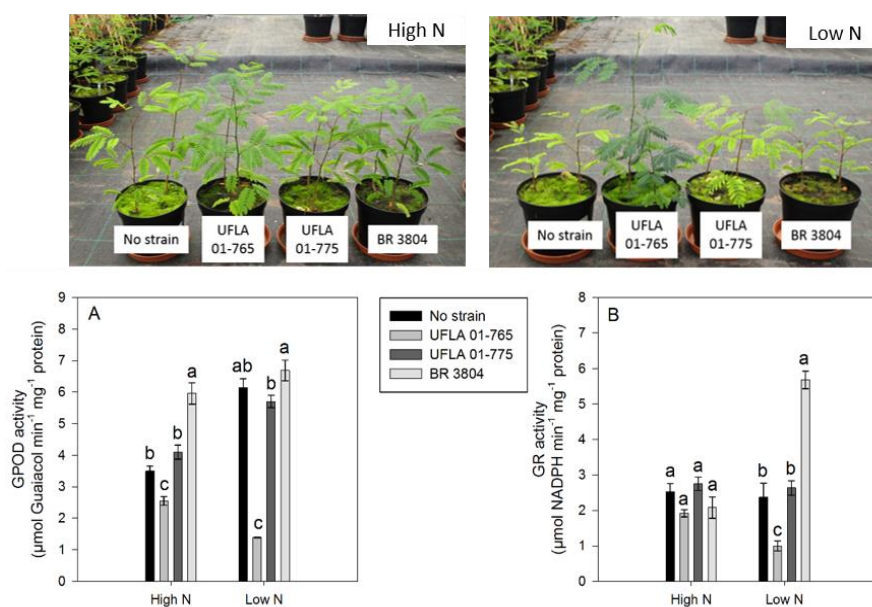 High N
No strain
UFLA
01-765
UFLA
01-775
BR 3804
Low N
No strain
UFLA
01-765
UFLA
01-775
BR 3804
A
GPOD activity
(µmol Guaiacol min⁻¹ mg⁻¹ protein)
9
8
7
6
5
4
3
2
1
0
b
c
b
a
ab
c
b
a
High N
Low N
No strain
UFLA 01-765
UFLA 01-775
BR 3804
B
GR activity
(µmol NADPH min⁻¹ mg⁻¹ protein)
8
7
6
5
4
3
2
1
0
a
a
a
a
b
c
b
a
High N
Low N